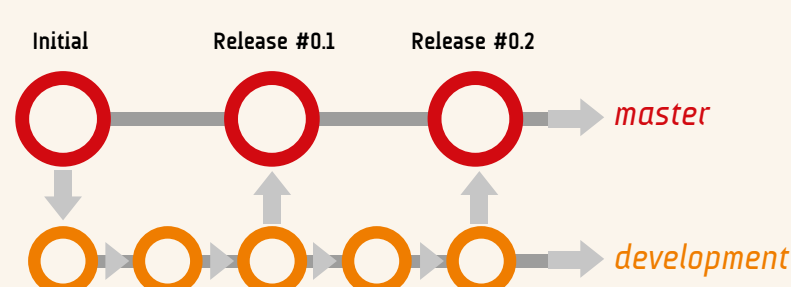 Initial
Release #0.1
Release #0.2
master
development